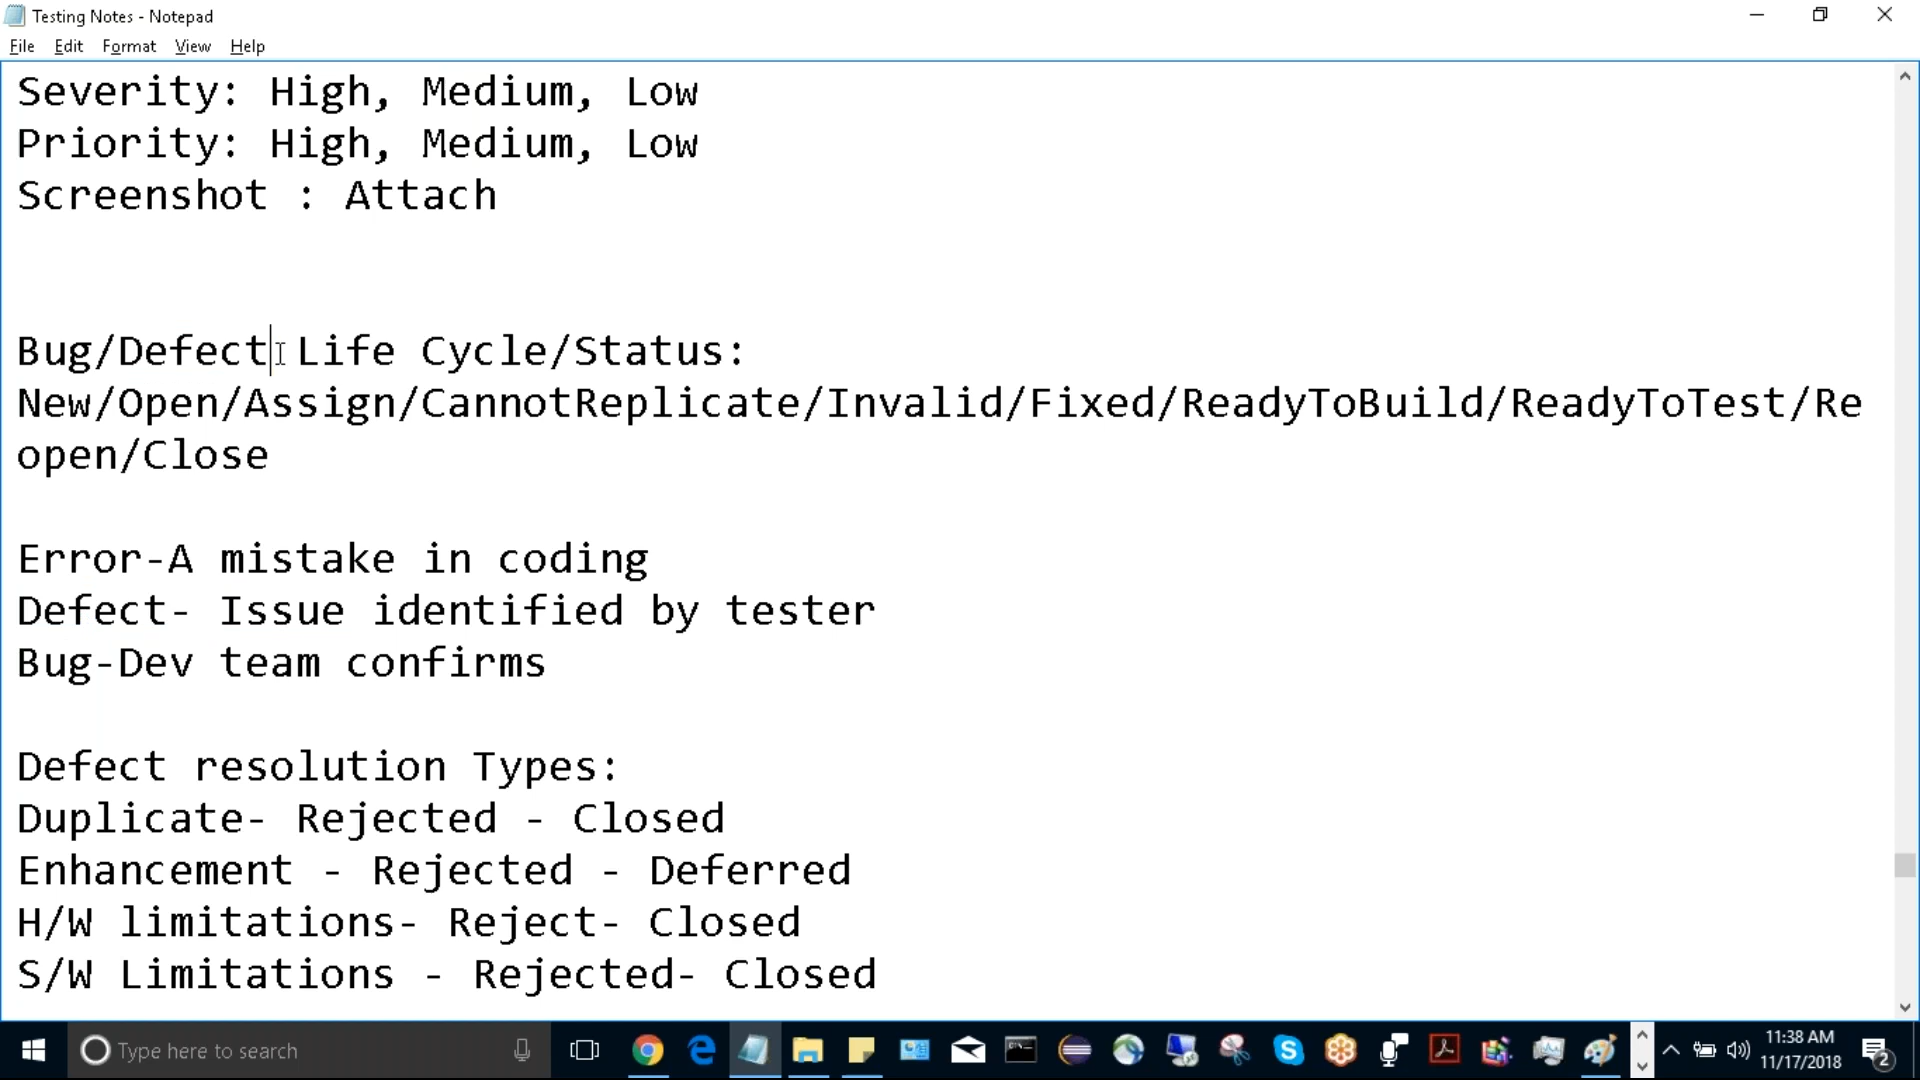 Testing Notes - Notepad
File Edit Format View Help
Severity: High, Medium, Low
Priority: High, Medium, Low
Screenshot : Attach
Bug/Defect Life Cycle/Status:
New/Open/Assign/CannotReplicate/Invalid/Fixed/ReadyToBuild/ReadyToTest/Re
open/Close
Error-A mistake in coding
Defect- Issue identified by tester
Bug-Dev team confirms
Defect resolution Types:
Duplicate- Rejected - Closed
Enhancement - Rejected - Deferred
H/W limitations- Reject- Closed
S/W Limitations - Rejected- Closed
Type here to search
11:38 AM
11/17/2018
2